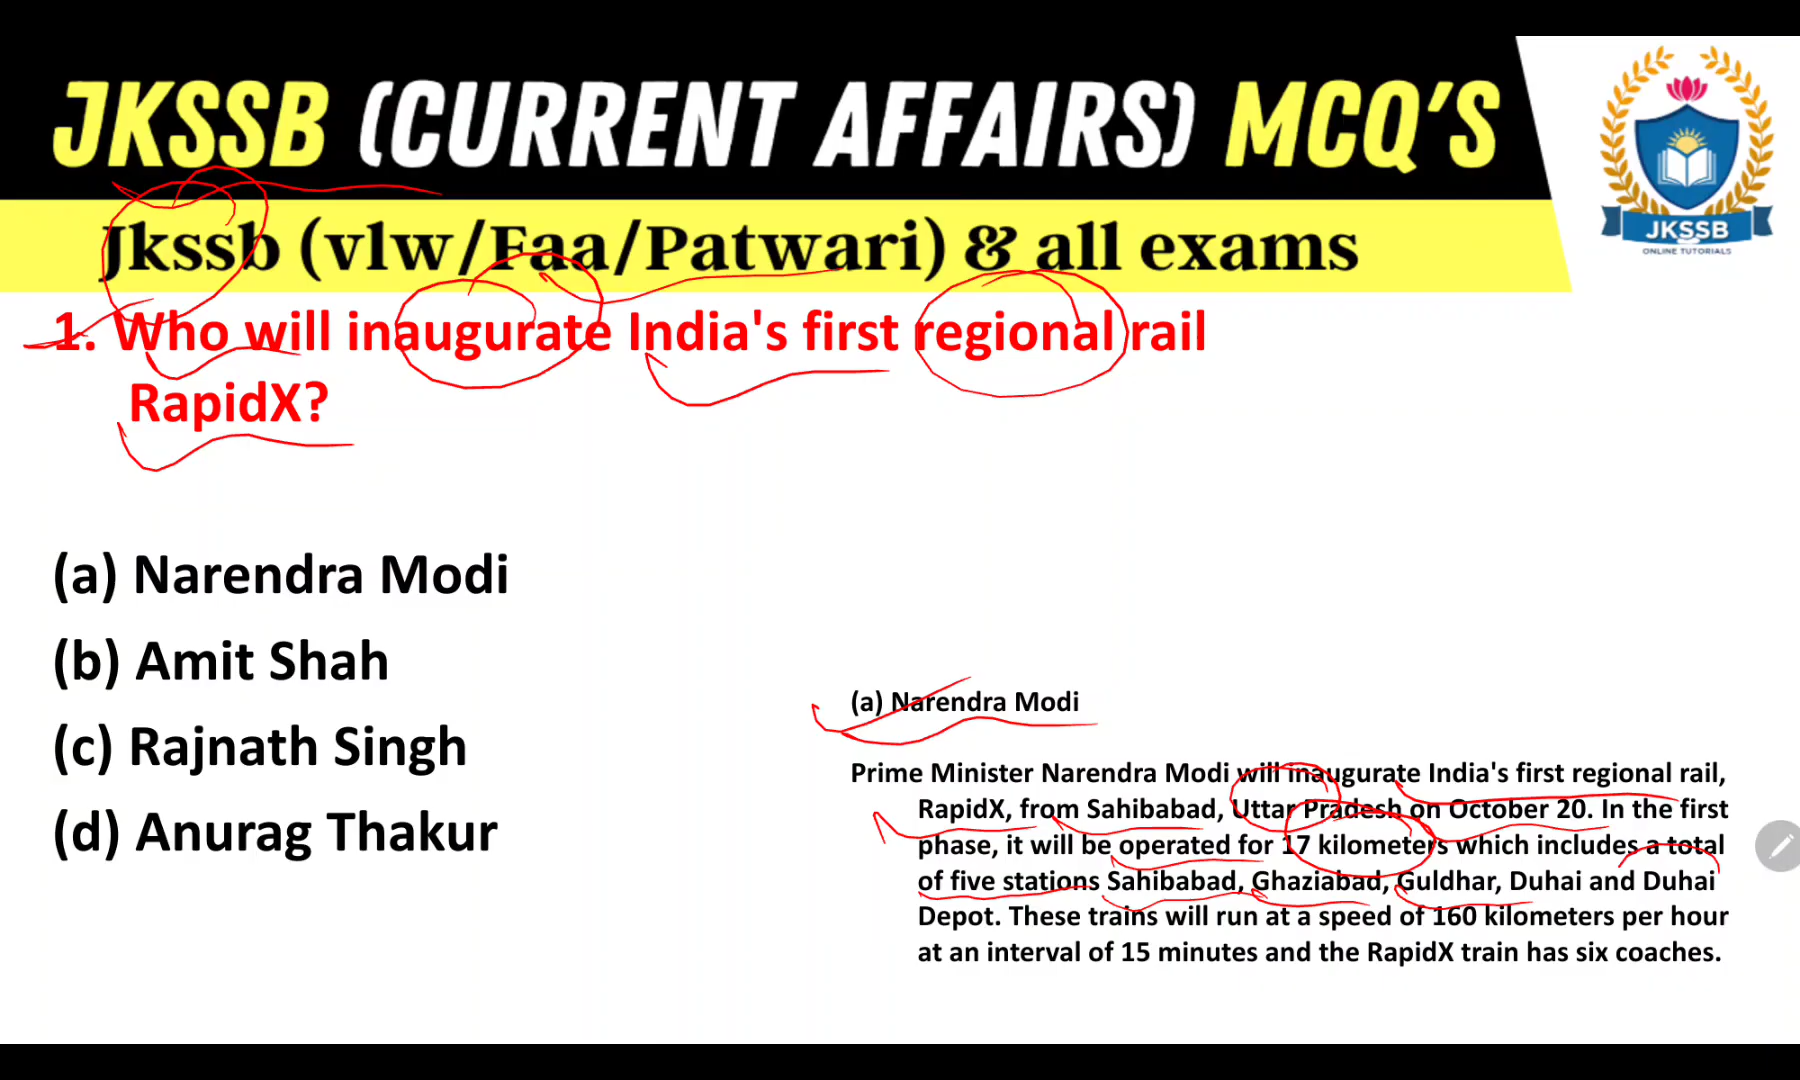 JKSSB (CURRENT AFFAIRS) MCQ'S
JKSSB
ONLINE TUTORIALS
Jkssb (vlw/Faa/Patwari) & all exams
1. Who will inaugurate India's first regional rail
RapidX?
(a) Narendra Modi
(b) Amit Shah
(c) Rajnath Singh
(d) Anurag Thakur
(a) Narendra Modi
Prime Minister Narendra Modi will inaugurate India's first regional rail,
RapidX, from Sahibabad, Uttar Pradesh on October 20. In the first
phase, it will be operated for 17 kilometers which includes a total
of five stations Sahibabad, Ghaziabad, Guldhar, Duhai and Duhai
Depot. These trains will run at a speed of 160 kilometers per hour
at an interval of 15 minutes and the RapidX train has six coaches.